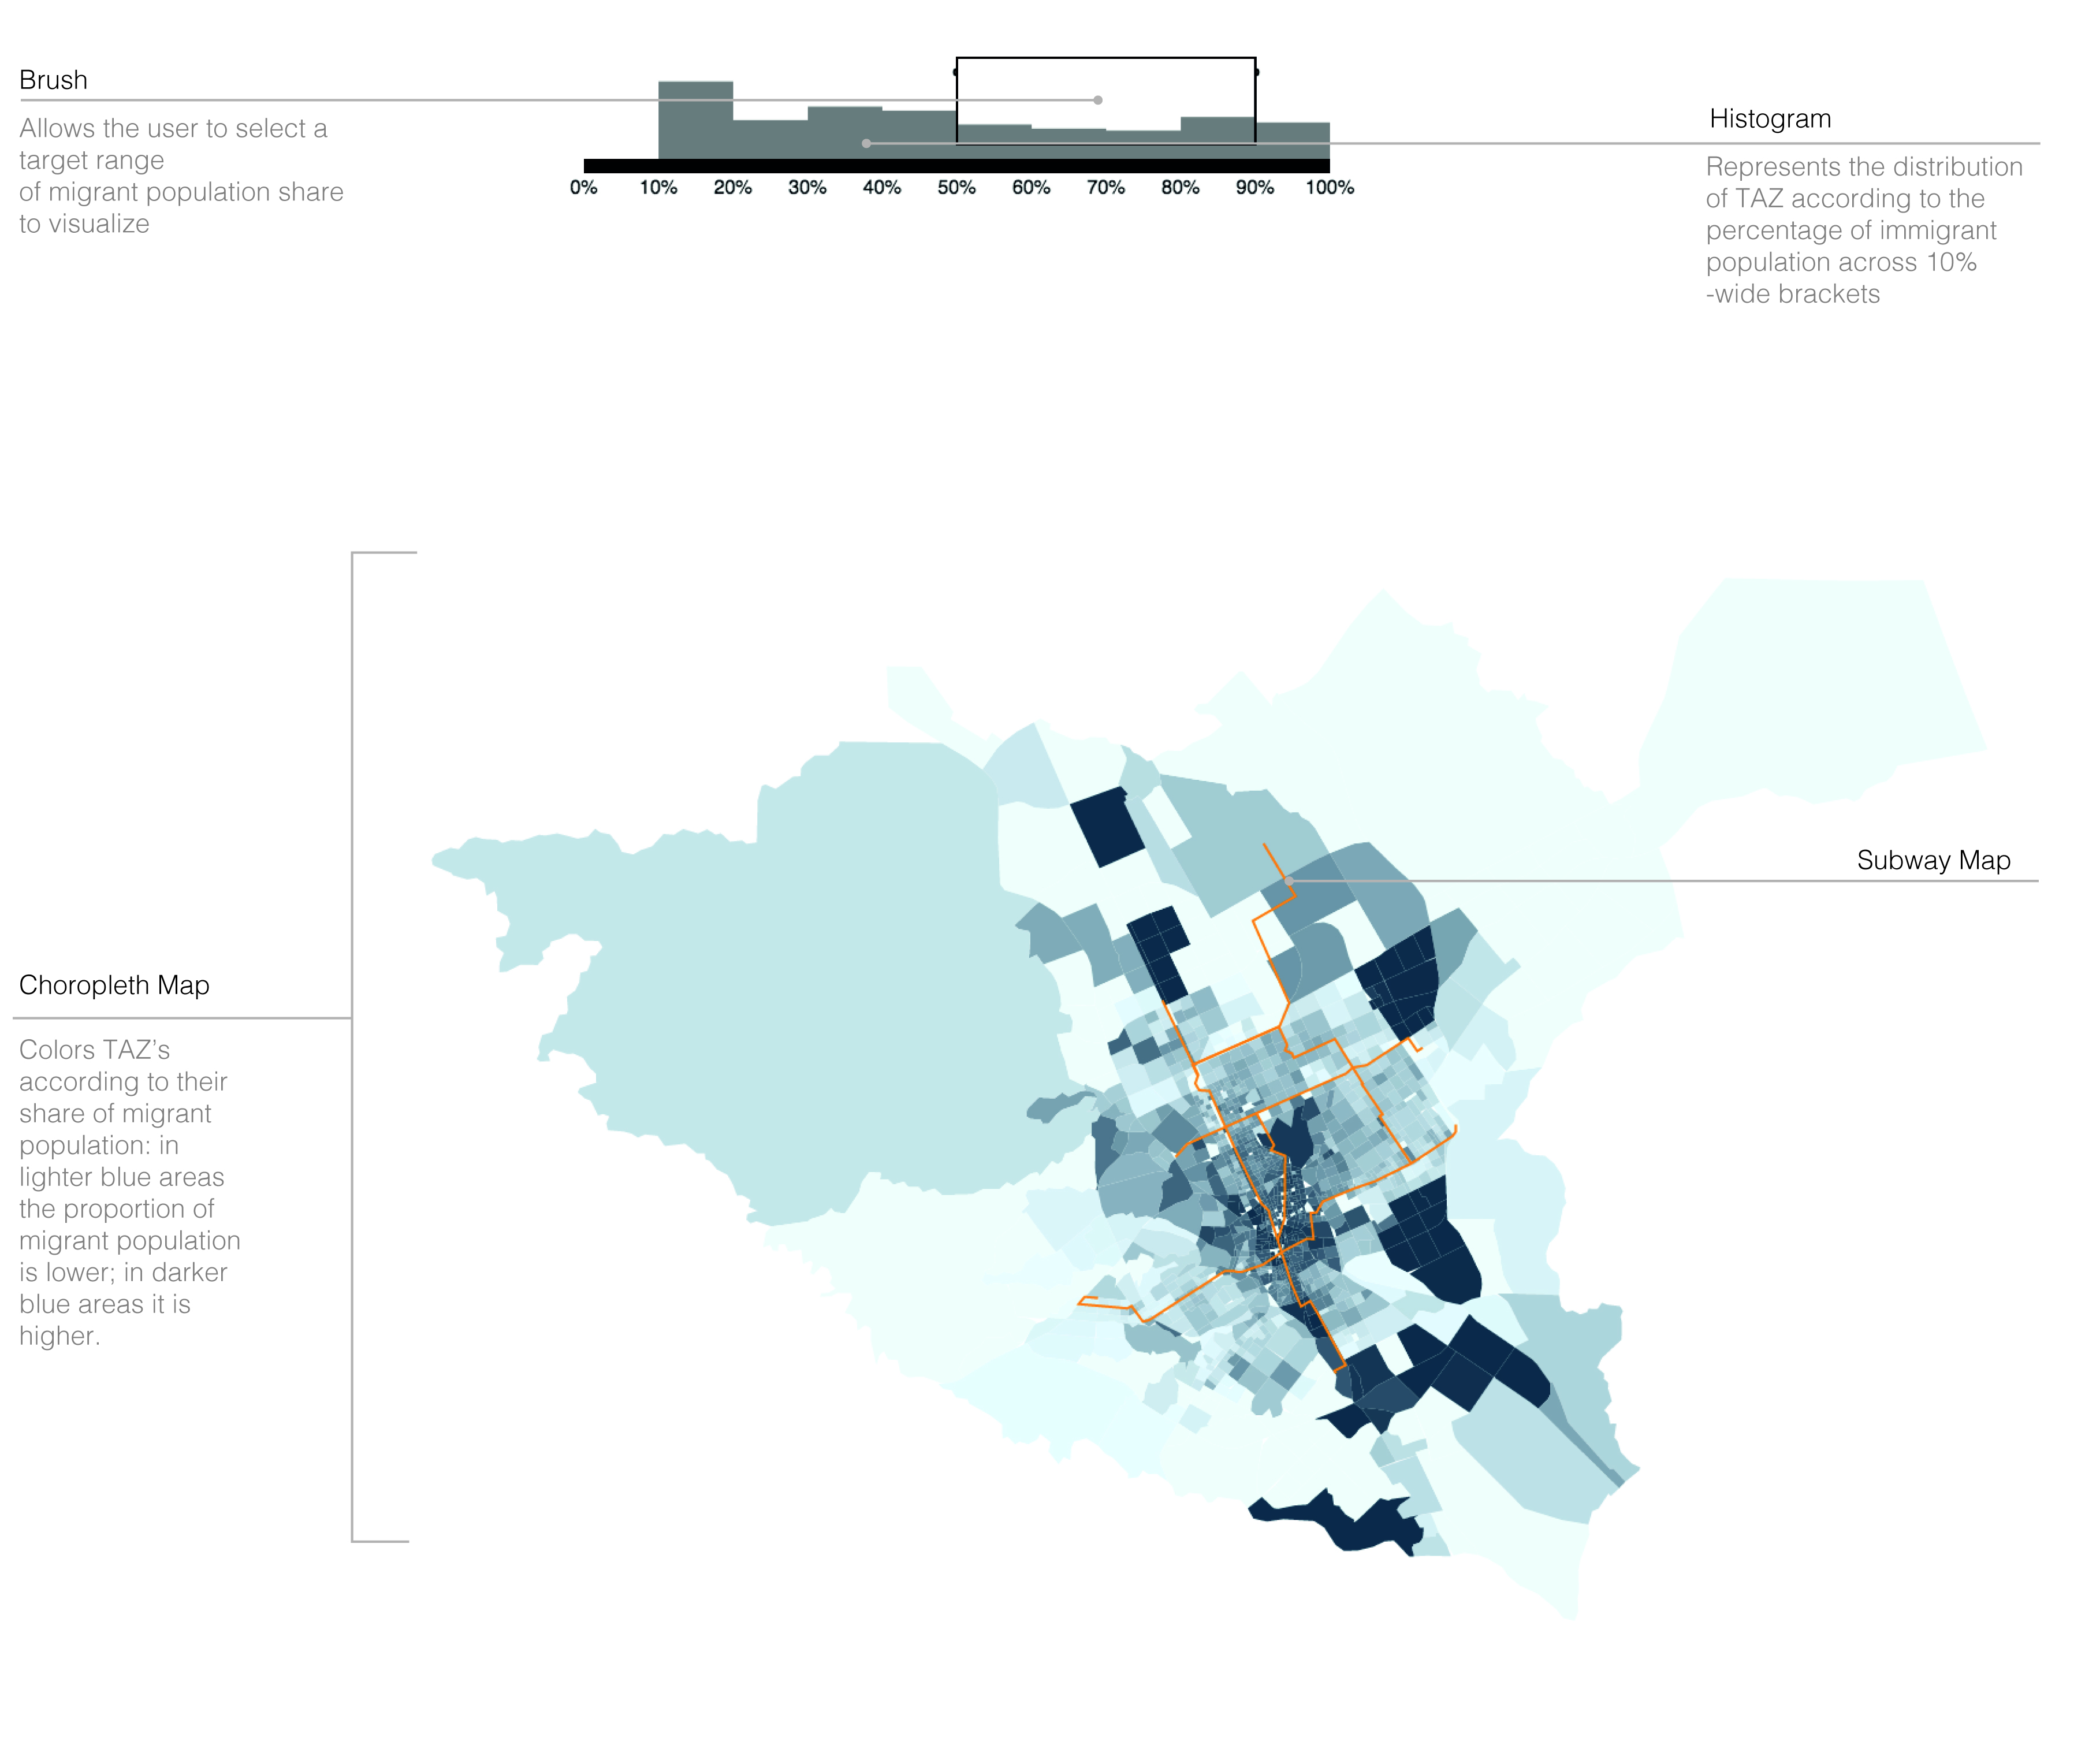 Brush
Allows the user to select a
target range
of migrant population share
to visualize
0% 10% 20% 30% 40% 50% 60% 70% 80% 90% 100%
Histogram
Represents the distribution
of TAZ according to the
percentage of immigrant
population across 10%
-wide brackets
Subway Map
Choropleth Map
Colors TAZ's
according to their
share of migrant
population: in
lighter blue areas
the proportion of
migrant population
is lower; in darker
blue areas it is
higher.